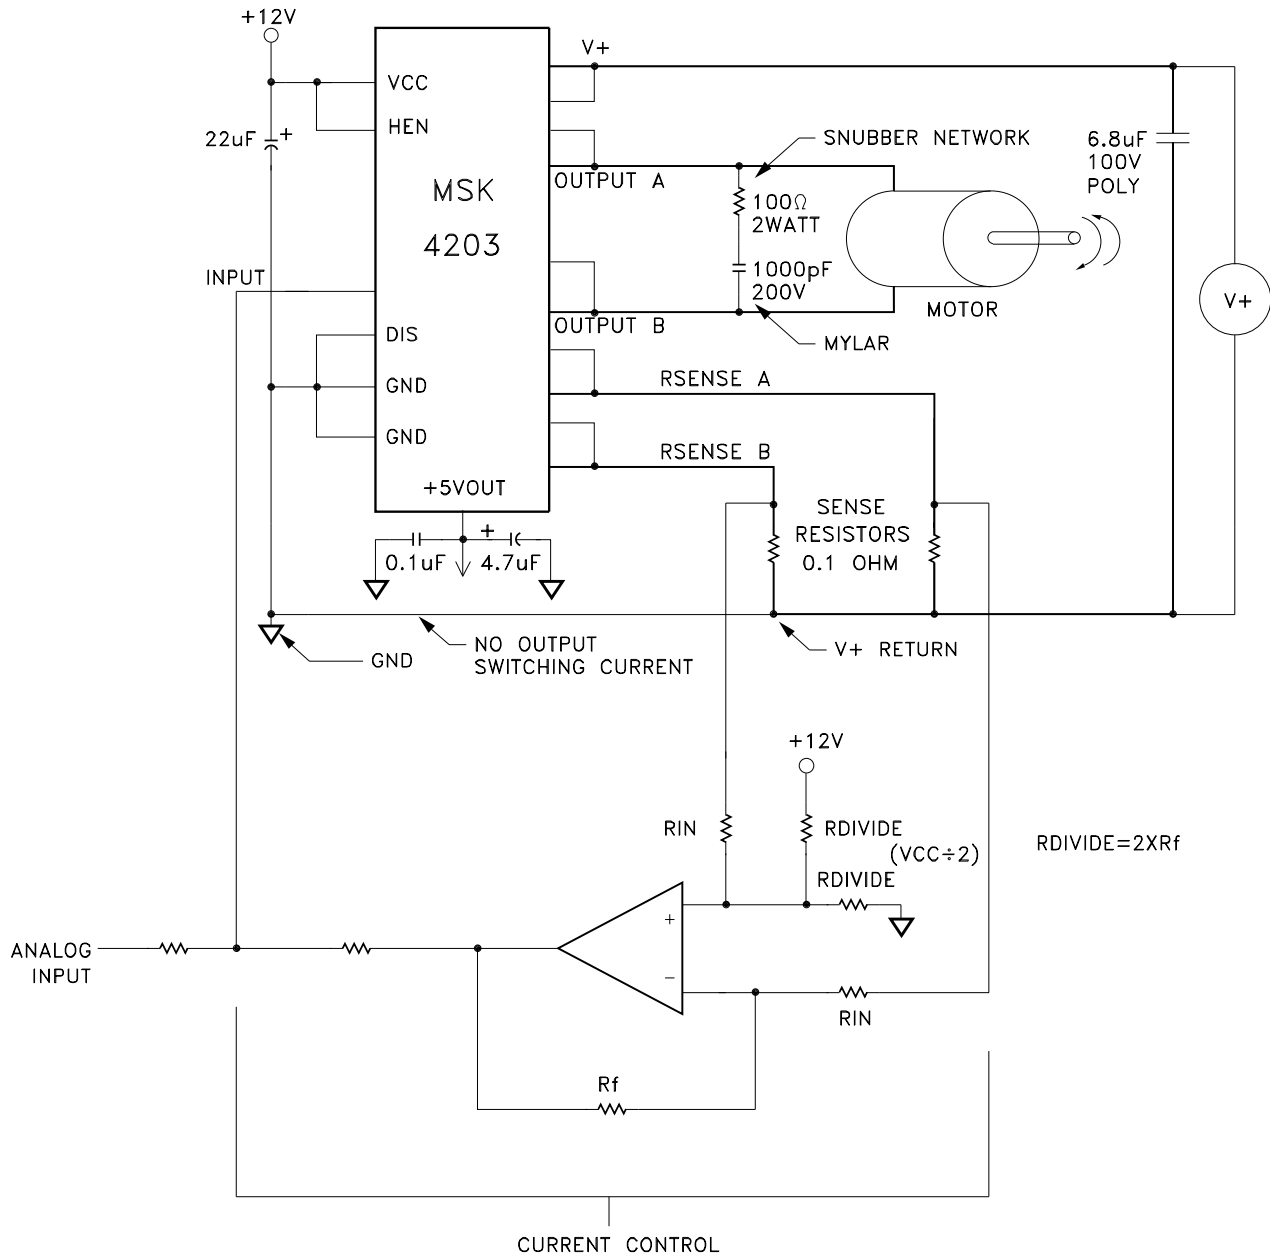 +12V
V+
VCC
HEN
22uF
+
MSK
4203
OUTPUT A
SNUBBER NETWORK
100Ω
2WATT
1000pF
200V
6.8uF
100V
POLY
INPUT
OUTPUT B
MYLAR
MOTOR
V+
DIS
GND
GND
RSENSE A
RSENSE B
+5VOUT
0.1uF
+
4.7uF
SENSE
RESISTORS
0.1 OHM
GND
NO OUTPUT
SWITCHING CURRENT
V+ RETURN
+12V
RIN
RDIVIDE
(VCC÷2)
RDIVIDE
RDIVIDE=2XRf
+
−
ANALOG
INPUT
RIN
Rf
CURRENT CONTROL